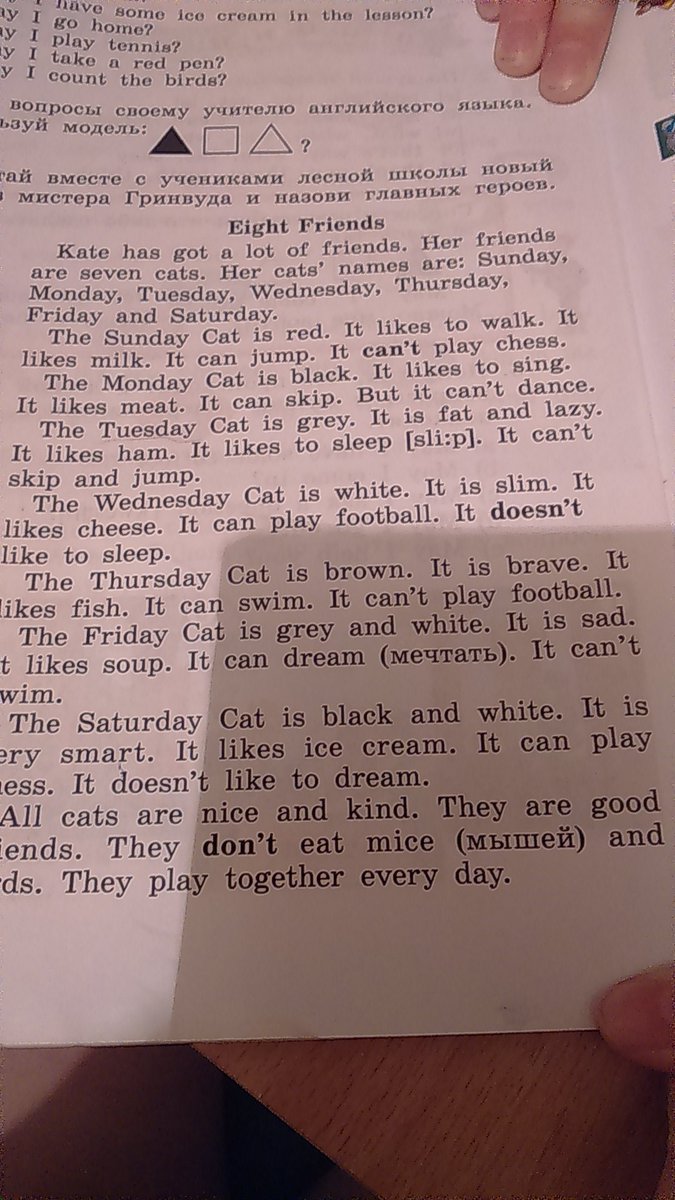 I have some ice cream in the lesson?
I go home?
I play tennis?
I take a red pen?
I count the birds?
вопросы своему учителю английского языка.
модель: ?
вместе с учениками лесной школы новый
мистера Гринвуда и назови главных героев.
Eight Friends
Kate has got a lot of friends. Her friends
are seven cats. Her cats' names are: Sunday,
Monday, Tuesday, Wednesday, Thursday,
Friday and Saturday.
The Sunday Cat is red. It likes to walk. It
likes milk. It can jump. It can't play chess.
The Monday Cat is black. It likes to sing.
It likes meat. It can skip. But it can't dance.
The Tuesday Cat is grey. It is fat and lazy.
It likes ham. It likes to sleep [sli:p]. It can't
skip and jump.
The Wednesday Cat is white. It is slim. It
likes cheese. It can play football. It doesn't
like to sleep.
The Thursday Cat is brown. It is brave. It
likes fish. It can swim. It can't play football.
The Friday Cat is grey and white. It is sad.
likes soup. It can dream (мечтать). It can't
The Saturday Cat is black and white. It is
smart. It likes ice cream. It can play
It doesn't like to dream.
All cats are nice and kind. They are good
They don't eat mice (мышей) and
They play together every day.